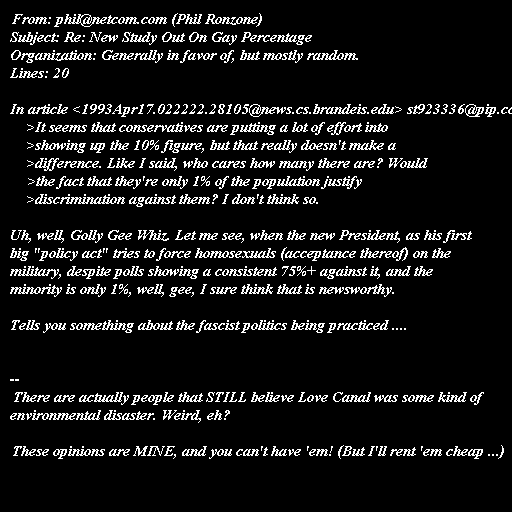 From: phil@netcom.com (Phil Ronzone)
Subject: Re: New Study Out On Gay Percentage
Organization: Generally in favor of, but mostly random.
Lines: 20
In article <1993Apr17.022222.28105@news.cs.brandeis.edu> st923336@pip.cc
>It seems that conservatives are putting a lot of effort into
>showing up the 10% figure, but that really doesn't make a
>difference. Like I said, who cares how many there are? Would
>the fact that they're only 1% of the population justify
>discrimination against them? I don't think so.
Uh, well, Golly Gee Whiz. Let me see, when the new President, as his first
big "policy act" tries to force homosexuals (acceptance thereof) on the
military, despite polls showing a consistent 75%+ against it, and the
minority is only 1%, well, gee, I sure think that is newsworthy.
Tells you something about the fascist politics being practiced ....
--
There are actually people that STILL believe Love Canal was some kind of
environmental disaster. Weird, eh?
These opinions are MINE, and you can't have 'em! (But I'll rent 'em cheap ...)